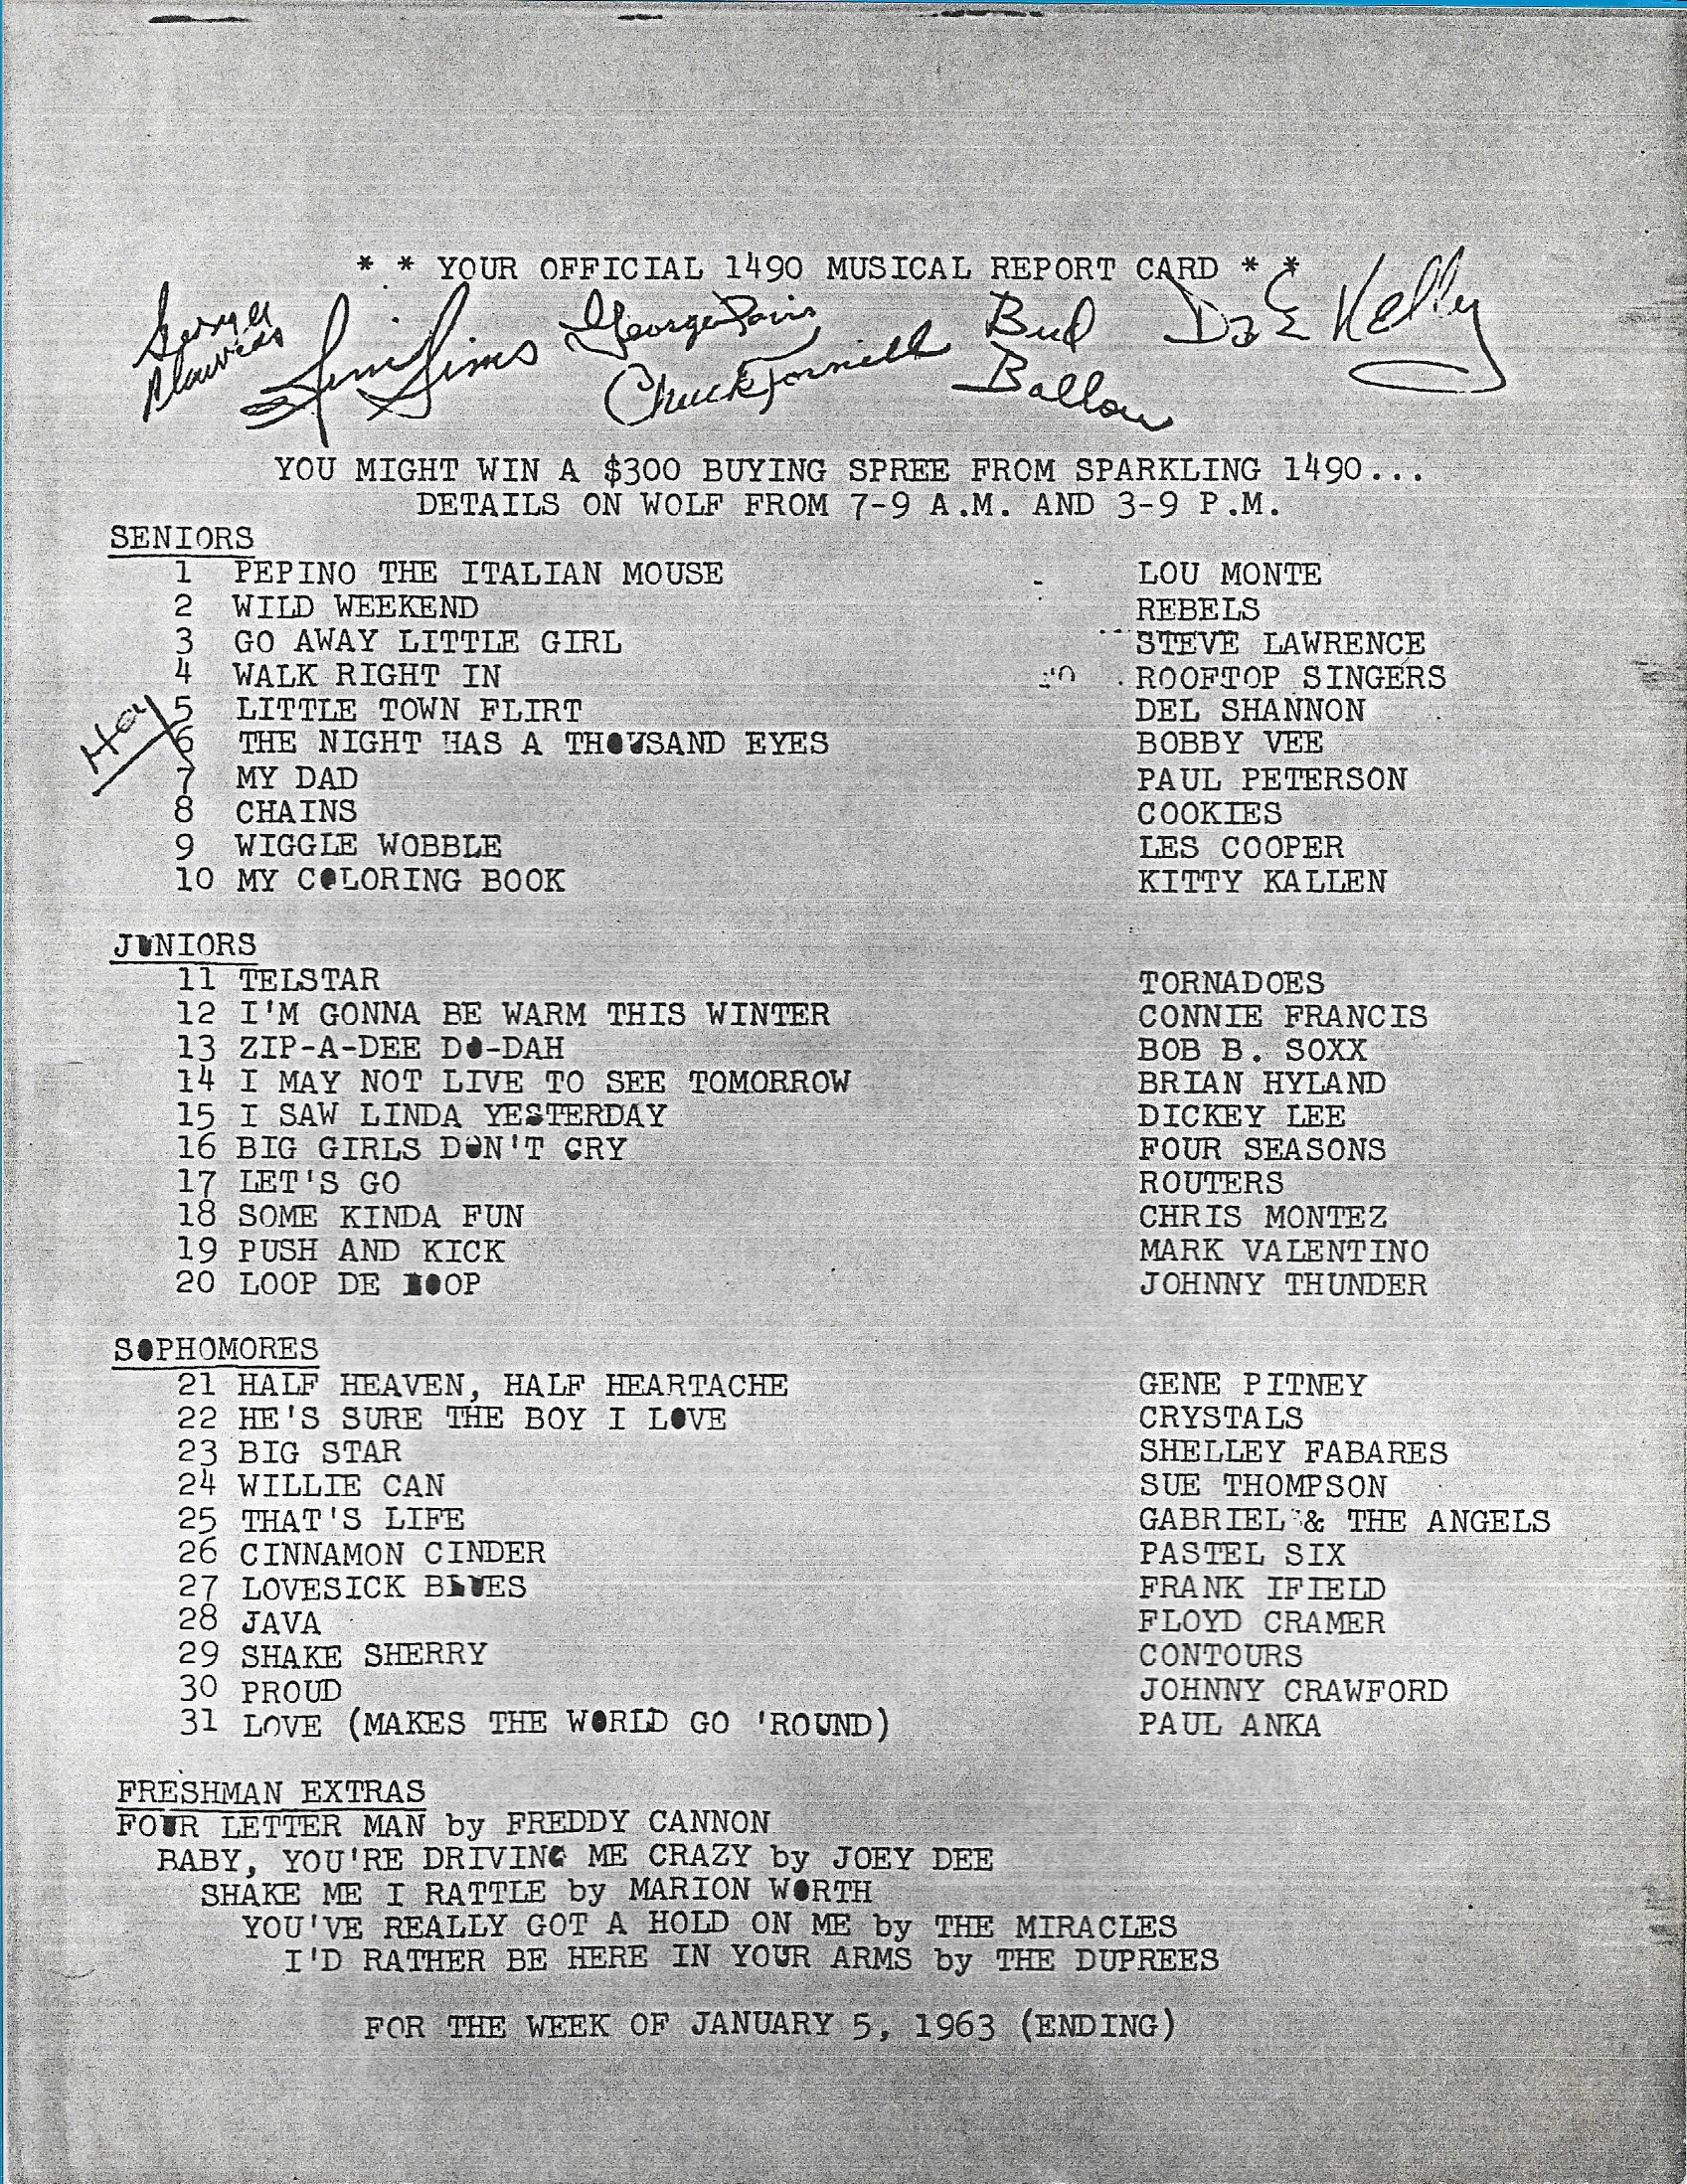 * * YOUR OFFICIAL 1490 MUSICAL REPORT CARD * *
Jim Sims George Davis Bud Kelly
Chuck Ballou
YOU MIGHT WIN A $300 BUYING SPREE FROM SPARKLING 1490...
DETAILS ON WOLF FROM 7-9 A.M. AND 3-9 P.M.
SENIORS
1 PEPINO THE ITALIAN MOUSE LOU MONTE
2 WILD WEEKEND REBELS
3 GO AWAY LITTLE GIRL STEVE LAWRENCE
4 WALK RIGHT IN ROOFTOP SINGERS
5 LITTLE TOWN FLIRT DEL SHANNON
6 THE NIGHT HAS A THOUSAND EYES BOBBY VEE
7 MY DAD PAUL PETERSON
8 CHAINS COOKIES
9 WIGGLE WOBBLE LES COOPER
10 MY COLORING BOOK KITTY KALLEN
JUNIORS
11 TELSTAR TORNADOES
12 I'M GONNA BE WARM THIS WINTER CONNIE FRANCIS
13 ZIP-A-DEE DO-DAH BOB B. SOXX
14 I MAY NOT LIVE TO SEE TOMORROW BRIAN HYLAND
15 I SAW LINDA YESTERDAY DICKEY LEE
16 BIG GIRLS DON'T CRY FOUR SEASONS
17 LET'S GO ROUTERS
18 SOME KINDA FUN CHRIS MONTEZ
19 PUSH AND KICK MARK VALENTINO
20 LOOP DE LOOP JOHNNY THUNDER
SOPHOMORES
21 HALF HEAVEN, HALF HEARTACHE GENE PITNEY
22 HE'S SURE THE BOY I LOVE CRYSTALS
23 BIG STAR SHELLEY FABARES
24 WILLIE CAN SUE THOMPSON
25 THAT'S LIFE GABRIEL & THE ANGELS
26 CINNAMON CINDER PASTEL SIX
27 LOVESICK BLUES FRANK IFIELD
28 JAVA FLOYD CRAMER
29 SHAKE SHERRY CONTOURS
30 PROUD JOHNNY CRAWFORD
31 LOVE (MAKES THE WORLD GO 'ROUND) PAUL ANKA
FRESHMAN EXTRAS
FOUR LETTER MAN by FREDDY CANNON
BABY, YOU'RE DRIVING ME CRAZY by JOEY DEE
SHAKE ME I RATTLE by MARION WORTH
YOU'VE REALLY GOT A HOLD ON ME by THE MIRACLES
I'D RATHER BE HERE IN YOUR ARMS by THE DUPREES
FOR THE WEEK OF JANUARY 5, 1963 (ENDING)